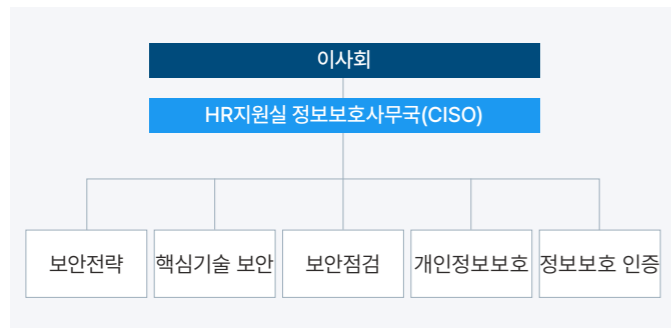 이사회
HR지원실 정보보호사무국(CISO)
보안전략
핵심기술 보안
보안점검
개인정보보호
정보보호 인증